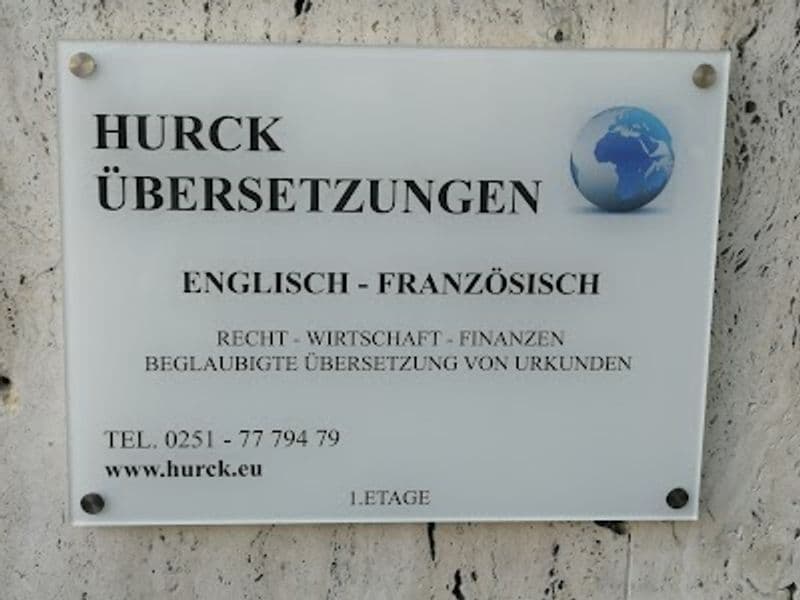 HURCK
ÜBERSETZUNGEN
ENGLISCH - FRANZÖSISCH
RECHT - WIRTSCHAFT - FINANZEN
BEGLAUBIGTE ÜBERSETZUNG VON URKUNDEN
TEL. 0251 - 77 794 79
www.hurck.eu
1.ETAGE